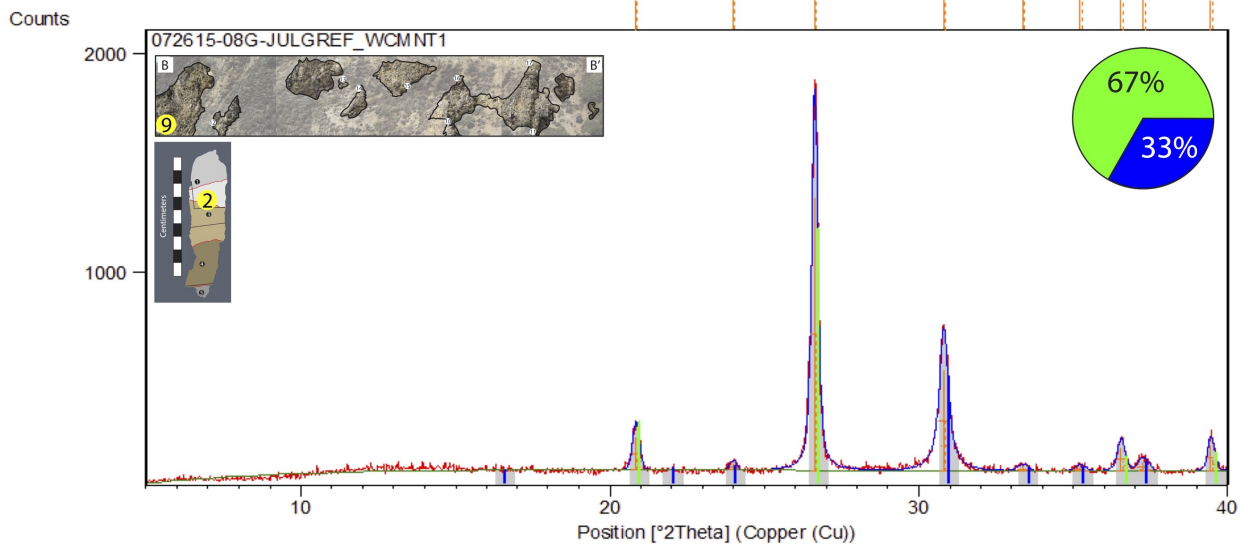 Counts
2000
1000
072615-08G-JULGREF_WCMNT1
B
B'
9
Centimeters
2
67%
33%
10
20
30
40
Position [°2Theta] (Copper (Cu))